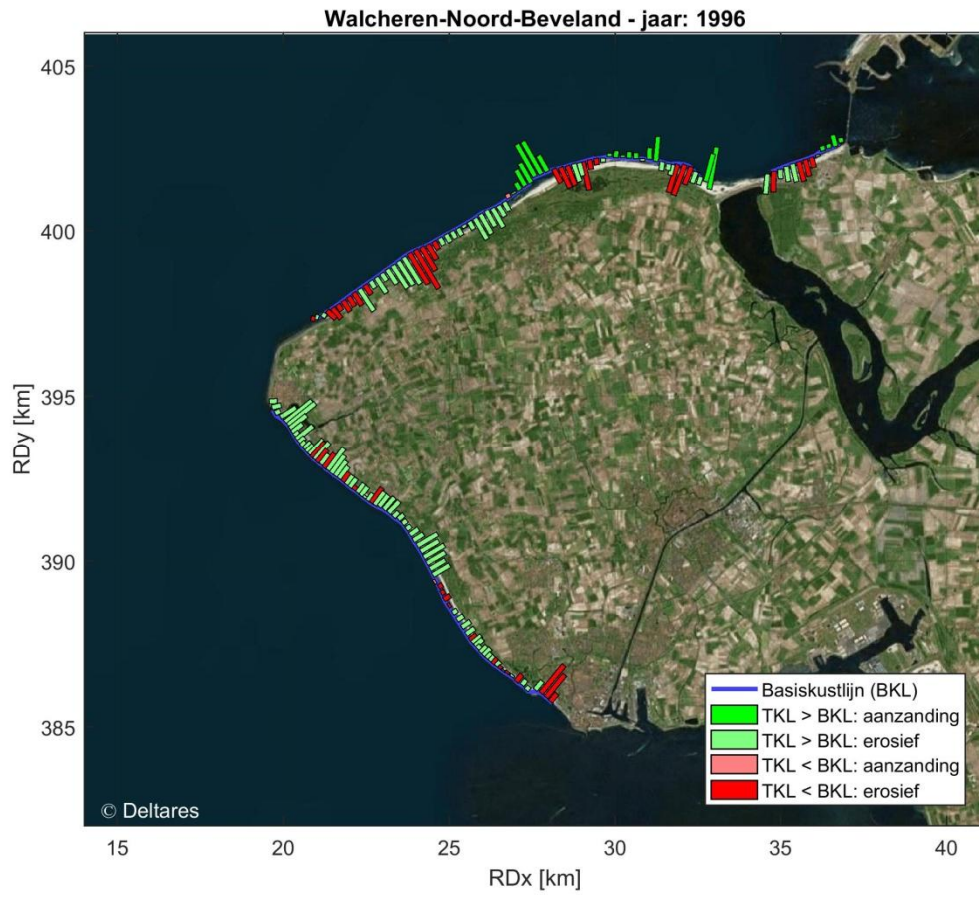 Walcheren-Noord-Beveland - jaar: 1996
405
400
395
390
385
RDy [km]
Basiskustlijn (BKL)
TKL > BKL: aanzanding
TKL > BKL: erosief
TKL < BKL: aanzanding
TKL < BKL: erosief
© Deltares
15 20 25 30 35 40
RDx [km]